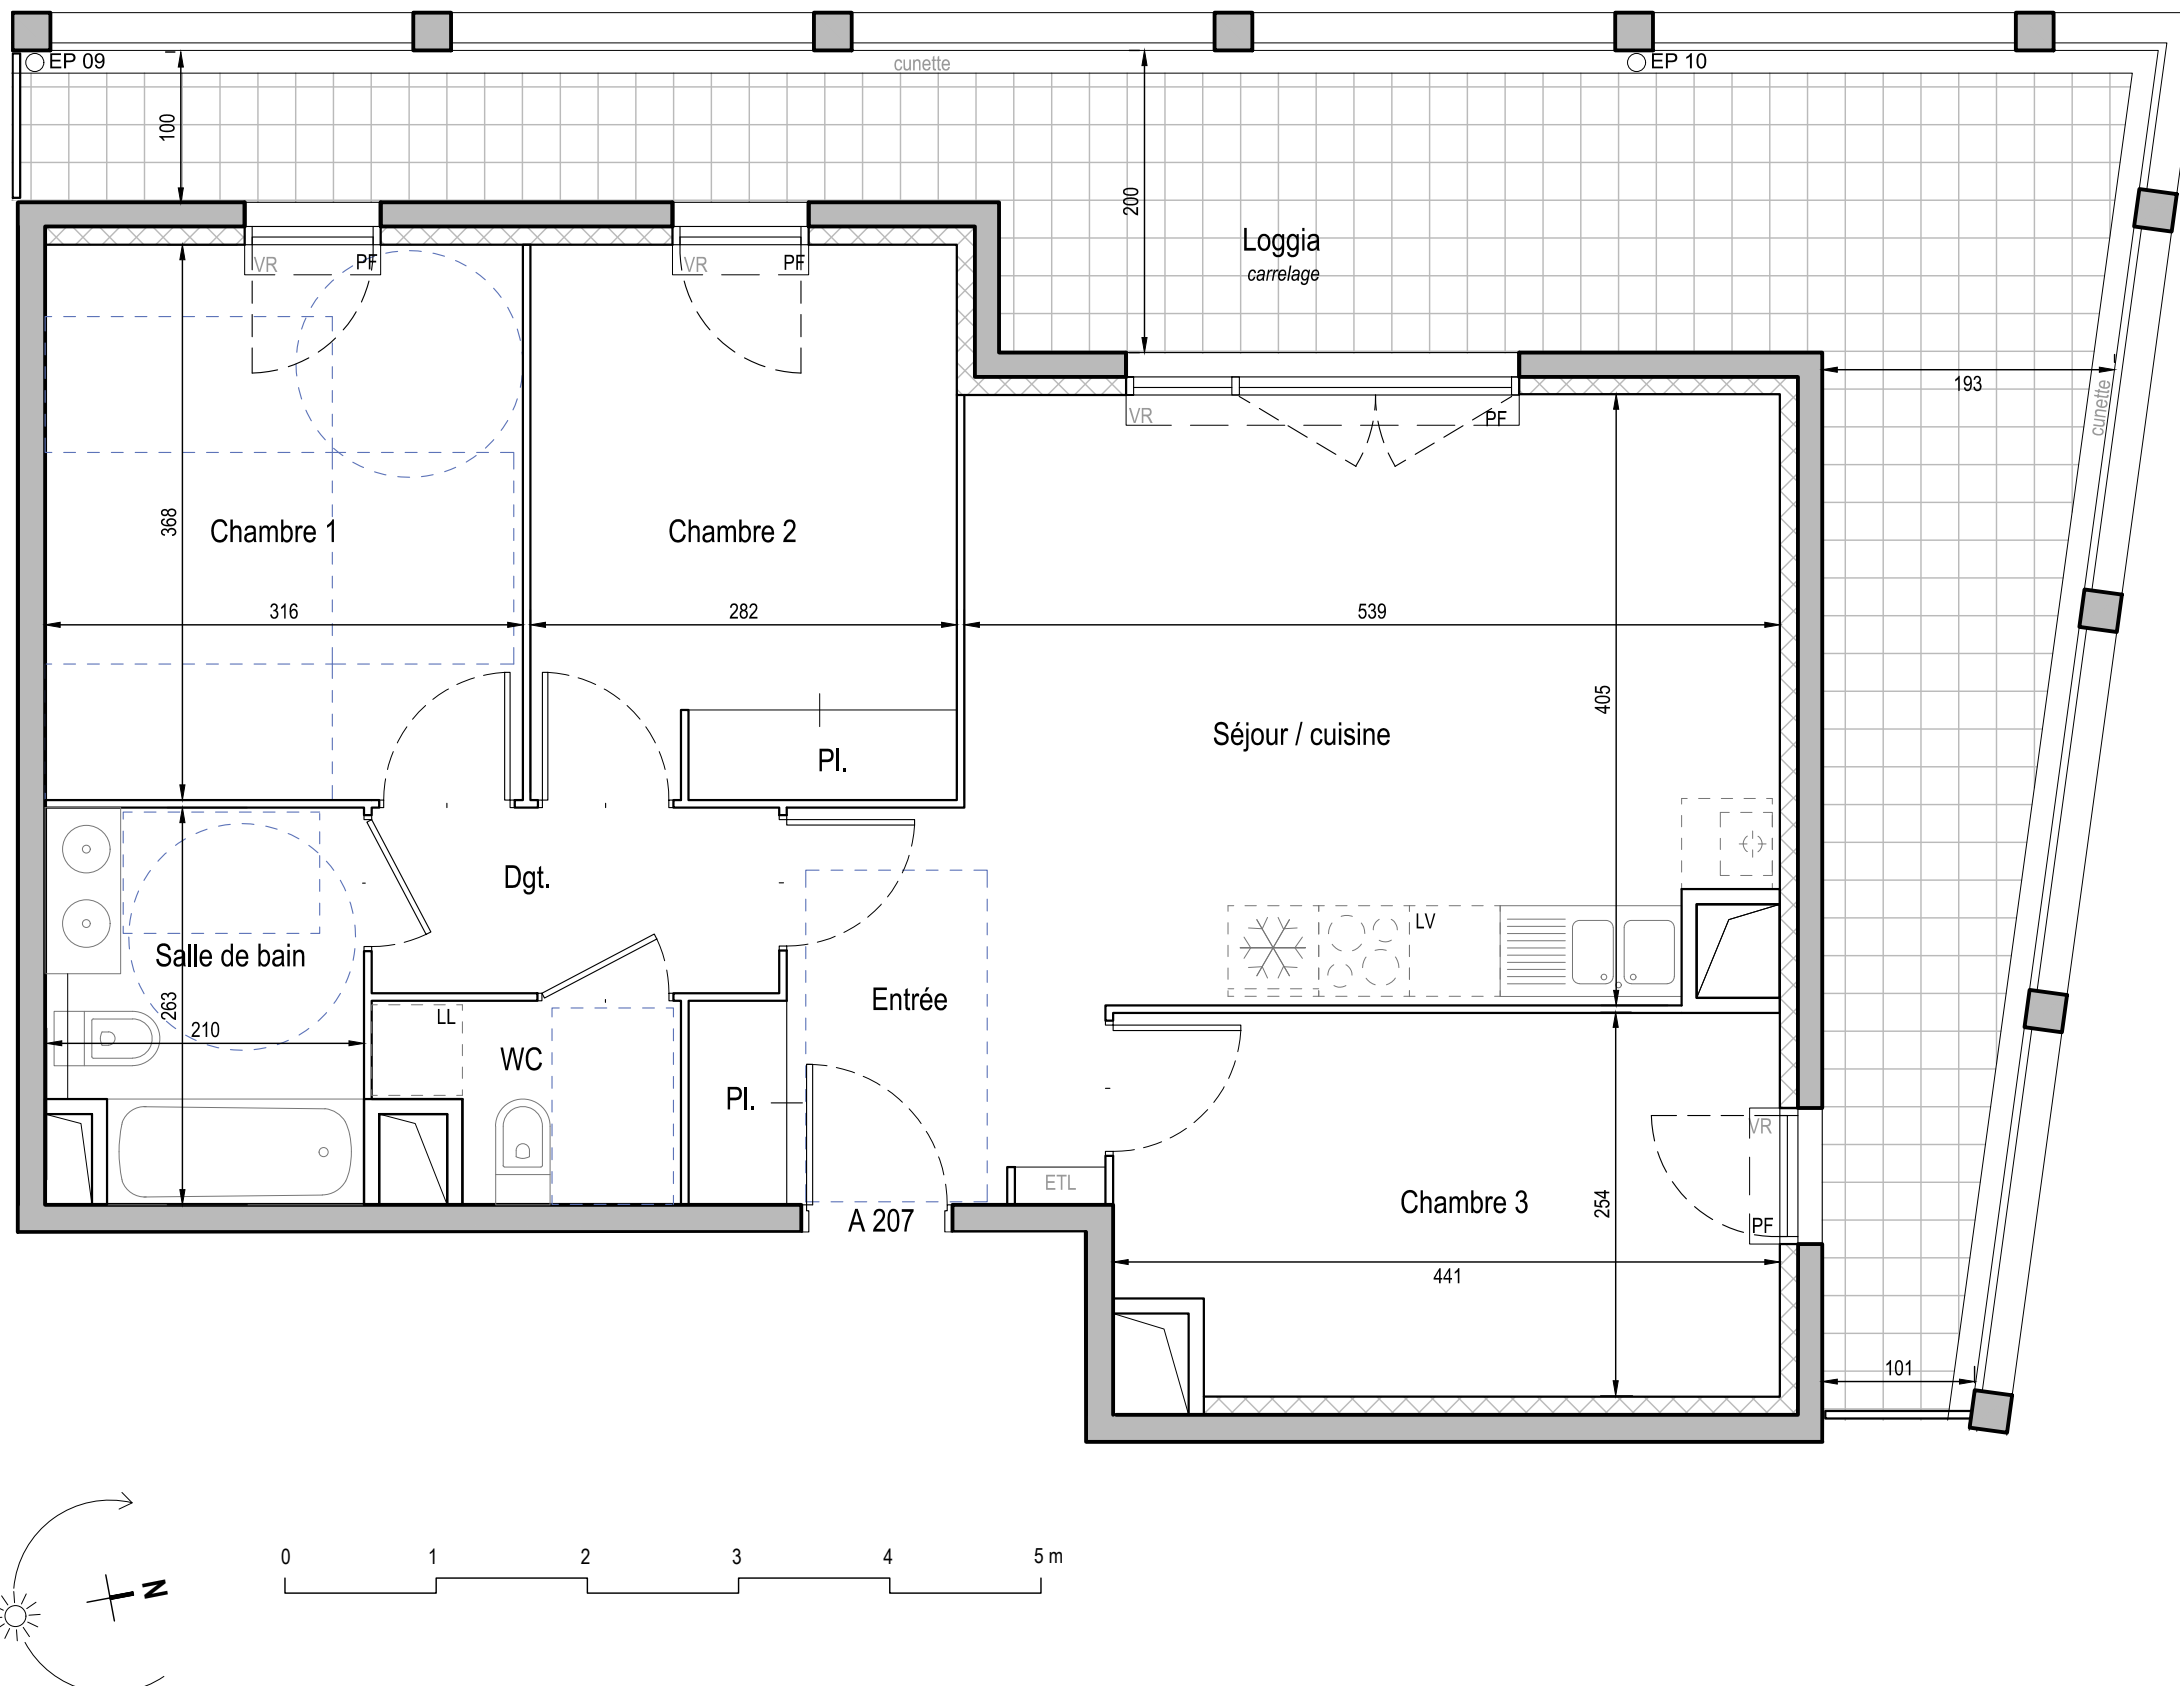 EP 09
cunette
EP 10
100
200
Loggia
carrelage
VR
PF
VR
PF
193
cunette
VR
PF
368
Chambre 1
Chambre 2
316
282
539
405
Séjour / cuisine
Pl.
Dgt.
LV
Salle de bain
263
210
LL
WC
Entrée
Pl.
VR
ETL
Chambre 3
254
PF
A 207
441
101
N
0 1 2 3 4 5 m